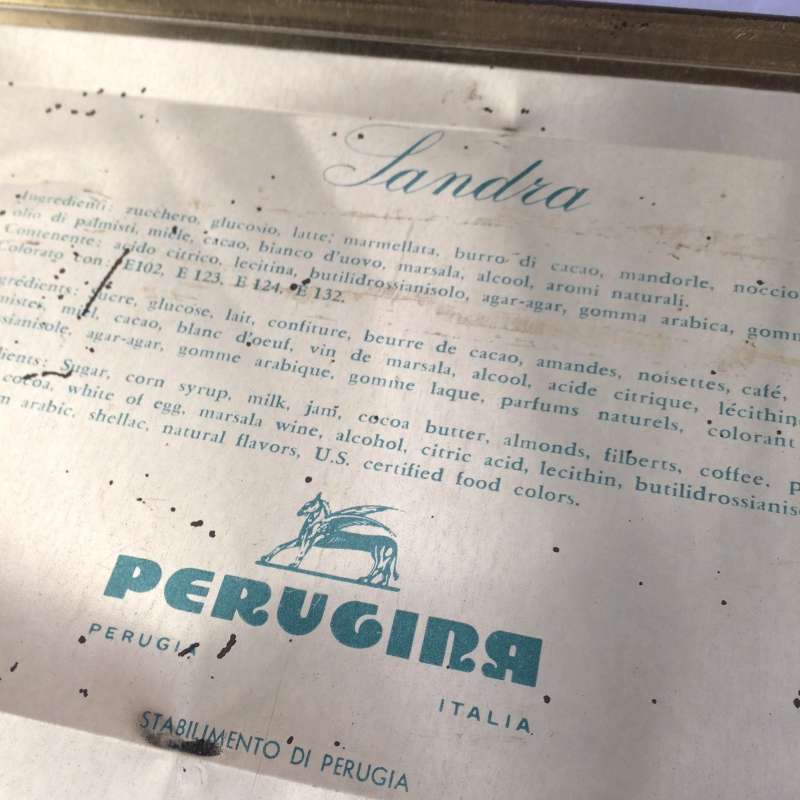 Sandra
Ingredienti: zucchero, glucosio, latte, marmellata, burro di cacao, mandorle, noccio
olio di palmisti, miele, cacao, bianco d'uovo, marsala, alcool, aromi naturali.
Contenente: acido citrico, lecitina, butilidrossianisolo, agar-agar, gomma arabica, gomm
Colorato con: E102, E 123, E 124, E 132.
grédients: sucre, glucose, lait, confiture, beurre de cacao, amandes, noisettes, café,
mistes, miel, cacao, blanc d'oeuf, vin de marsala, alcool, acide citrique, lécithin
ssianisole, agar-agar, gomme arabique, gomme laque, parfums naturels, colorant
dients: Sugar, corn syrup, milk, jam, cocoa butter, almonds, filberts, coffee, p
cocoa, white of egg, marsala wine, alcohol, citric acid, lecithin, butilidrossianiso
m arabic, shellac, natural flavors, U.S. certified food colors.
PERUGINA
PERUGIA
ITALIA
STABILIMENTO DI PERUGIA